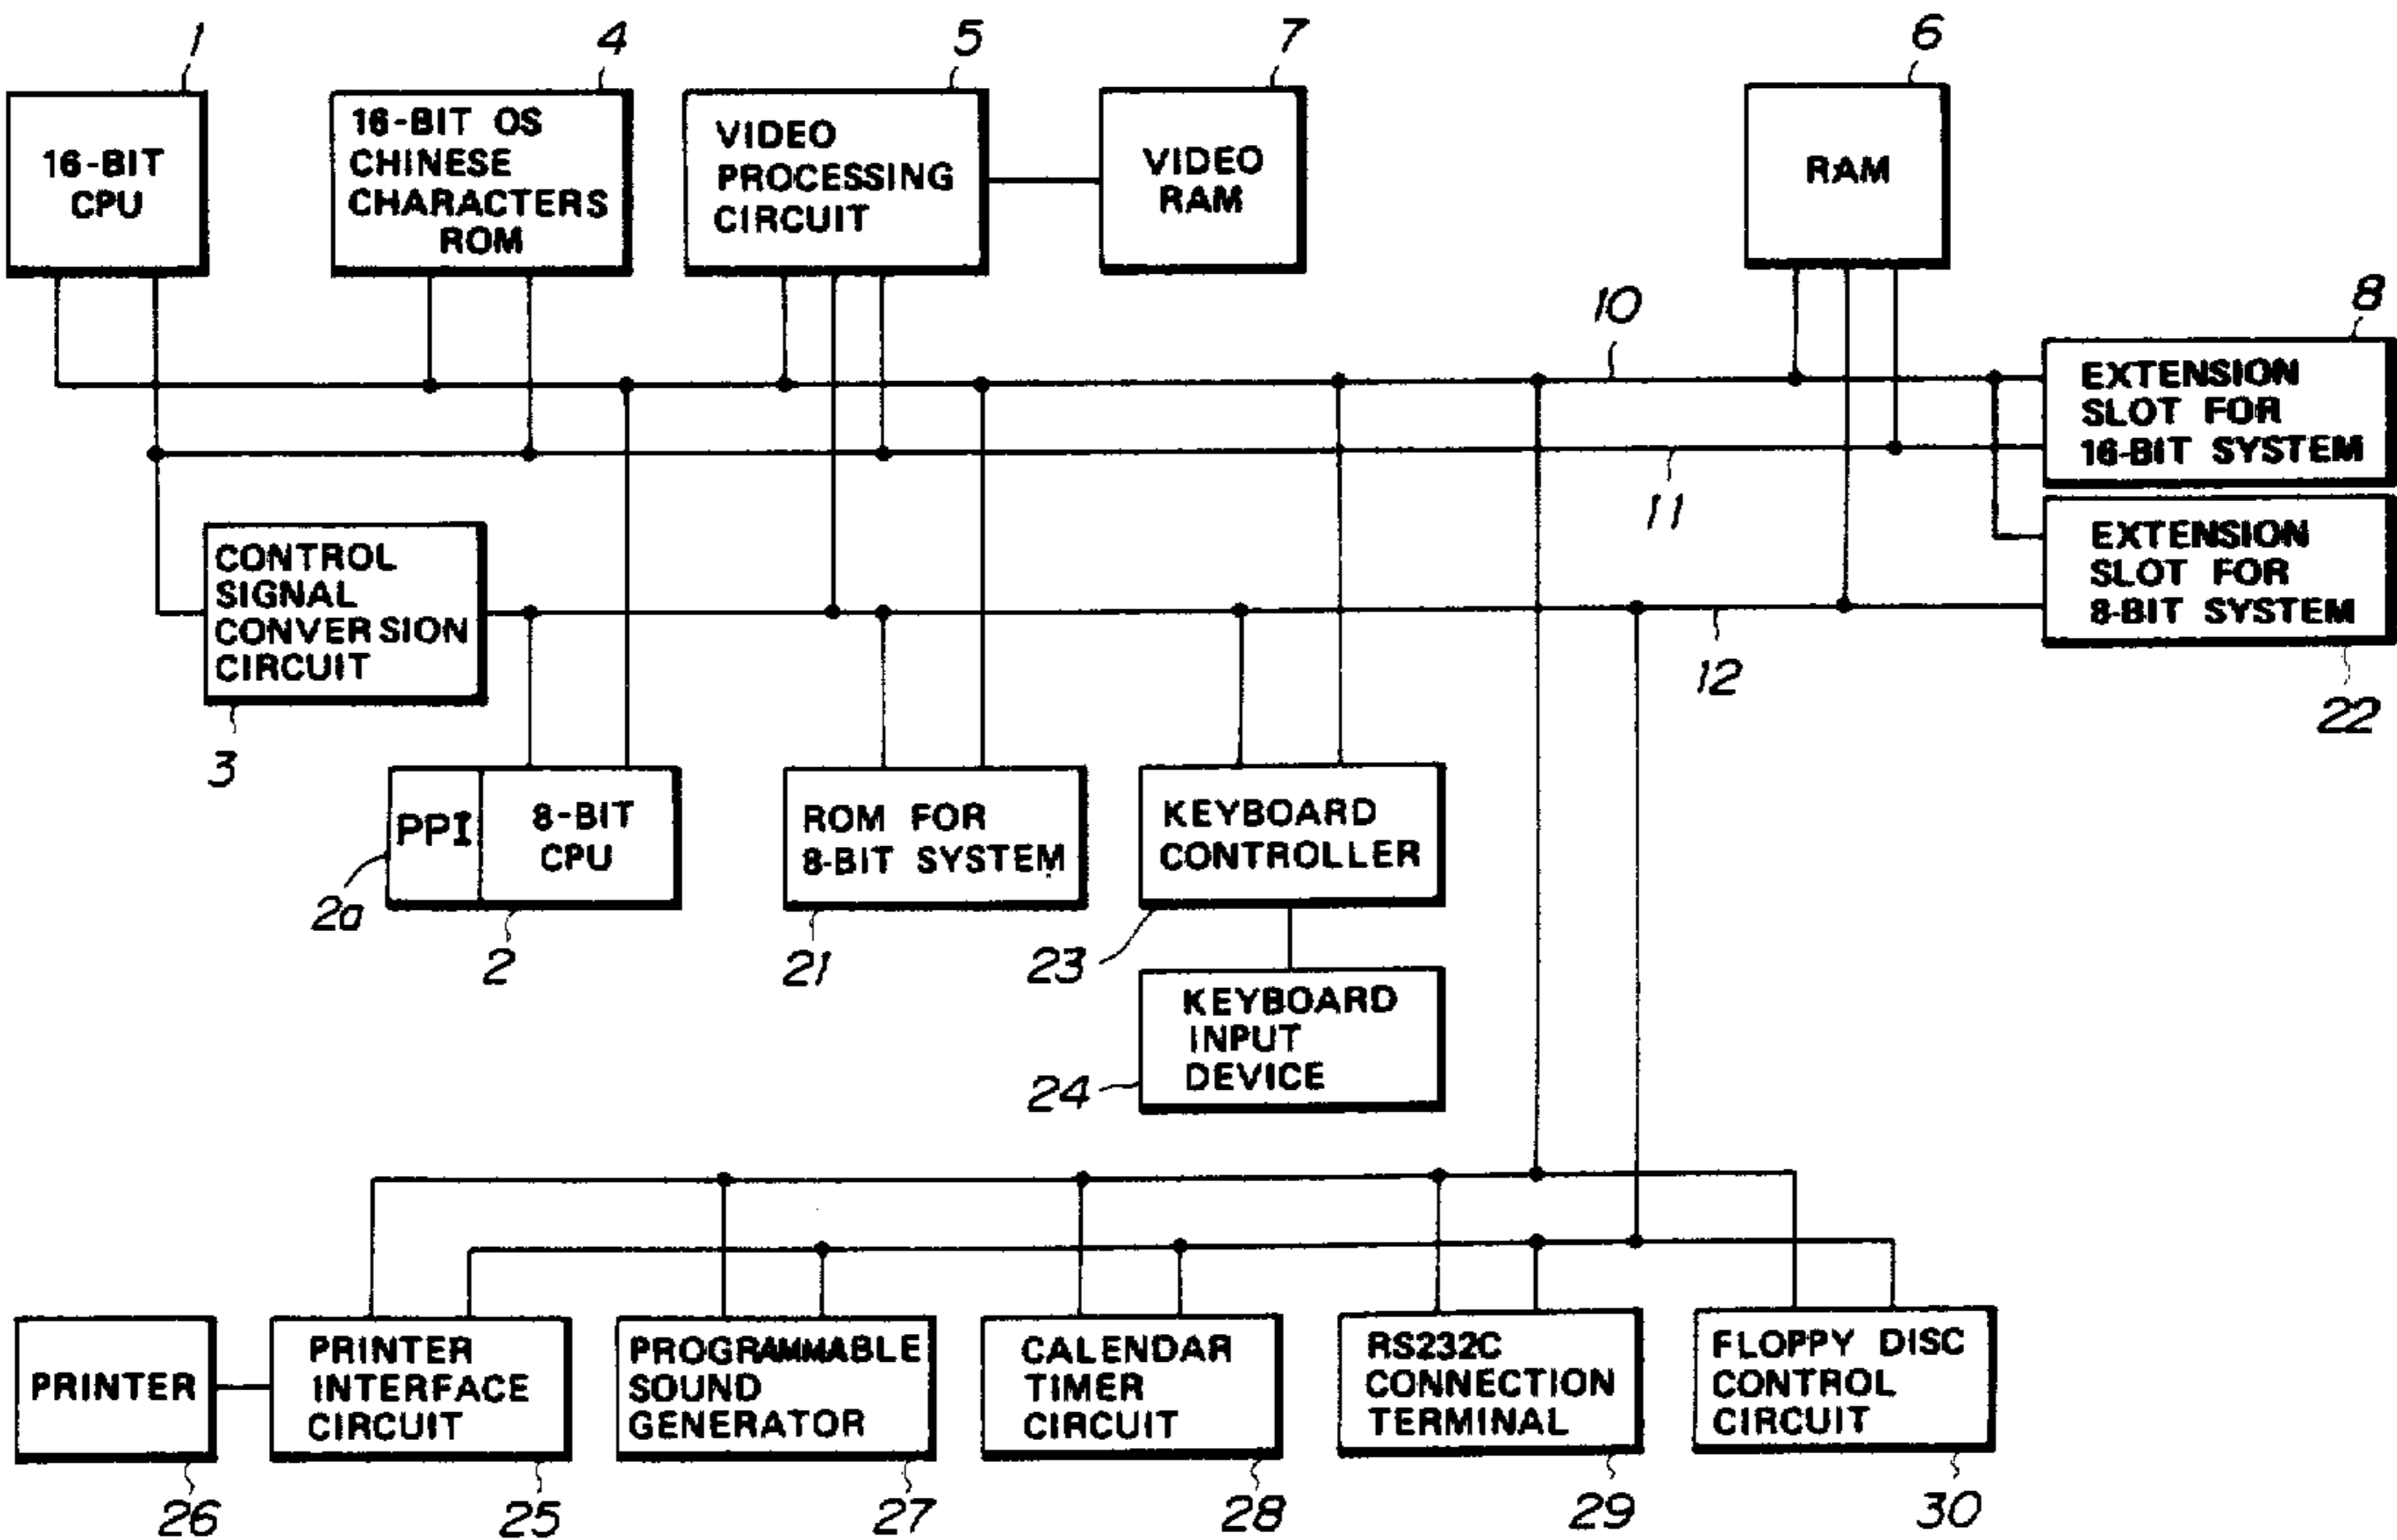 1
4
5
7
6
16-BIT
CPU
16-BIT OS
CHINESE
CHARACTERS
ROM
VIDEO
PROCESSING
CIRCUIT
VIDEO
RAM
RAM
10
8
EXTENSION
SLOT FOR
16-BIT SYSTEM
11
CONTROL
SIGNAL
CONVERSION
CIRCUIT
EXTENSION
SLOT FOR
8-BIT SYSTEM
12
22
3
PPI
8-BIT
CPU
ROM FOR
8-BIT SYSTEM
KEYBOARD
CONTROLLER
2a
2
21
23
KEYBOARD
INPUT
DEVICE
24
PRINTER
PRINTER
INTERFACE
CIRCUIT
PROGRAMMABLE
SOUND
GENERATOR
CALENDAR
TIMER
CIRCUIT
RS232C
CONNECTION
TERMINAL
FLOPPY DISC
CONTROL
CIRCUIT
26
25
27
28
29
30